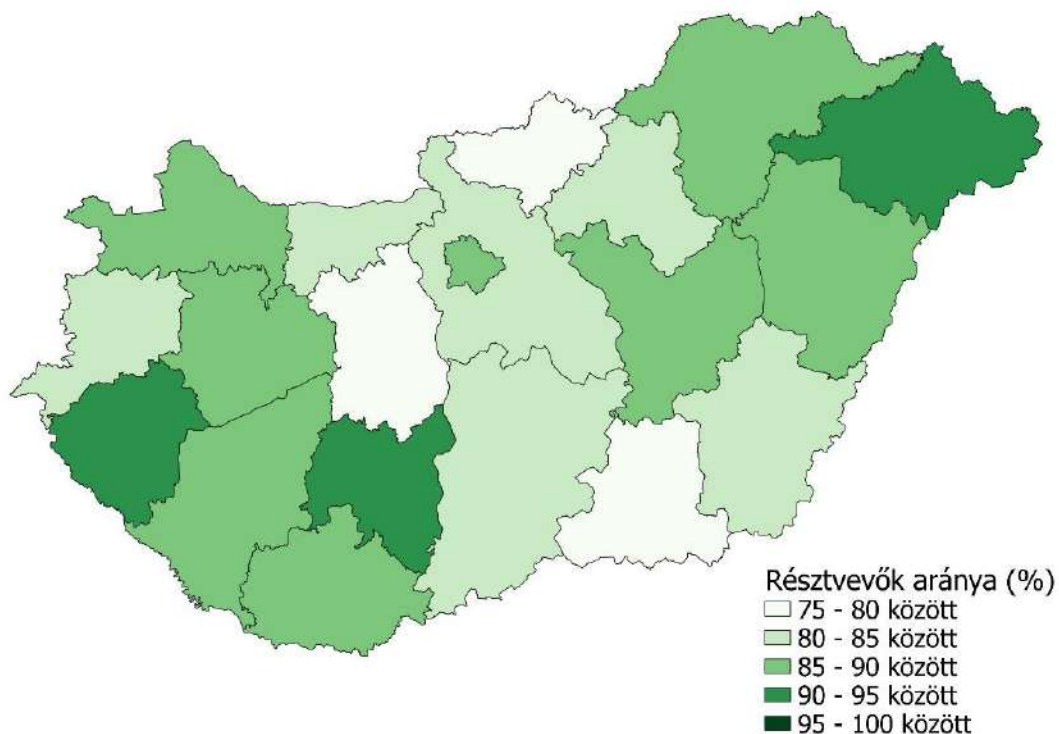 Résztvevők aránya (%)
75 - 80 között
80 - 85 között
85 - 90 között
90 - 95 között
95 - 100 között